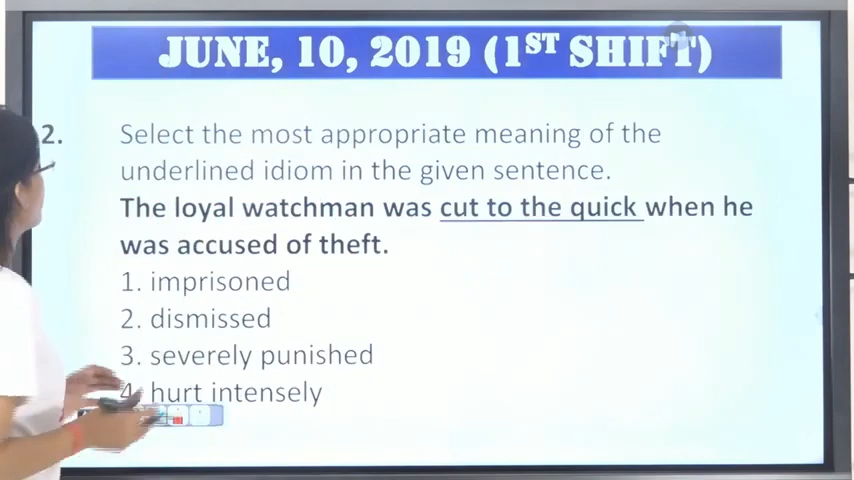 JUNE, 10, 2019 (1ST SHIFT)
2. Select the most appropriate meaning of the
underlined idiom in the given sentence.
The loyal watchman was cut to the quick when he
was accused of theft.
1. imprisoned
2. dismissed
3. severely punished
4. hurt intensely